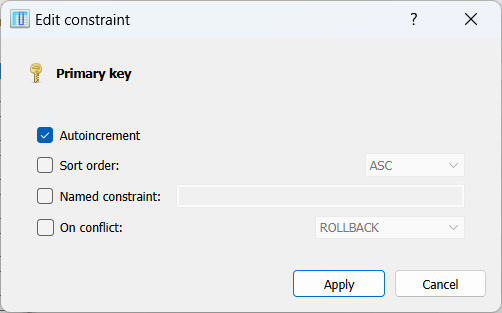 Edit constraint
?
Primary key
Autoincrement
Sort order: ASC
Named constraint:
On conflict: ROLLBACK
Apply Cancel